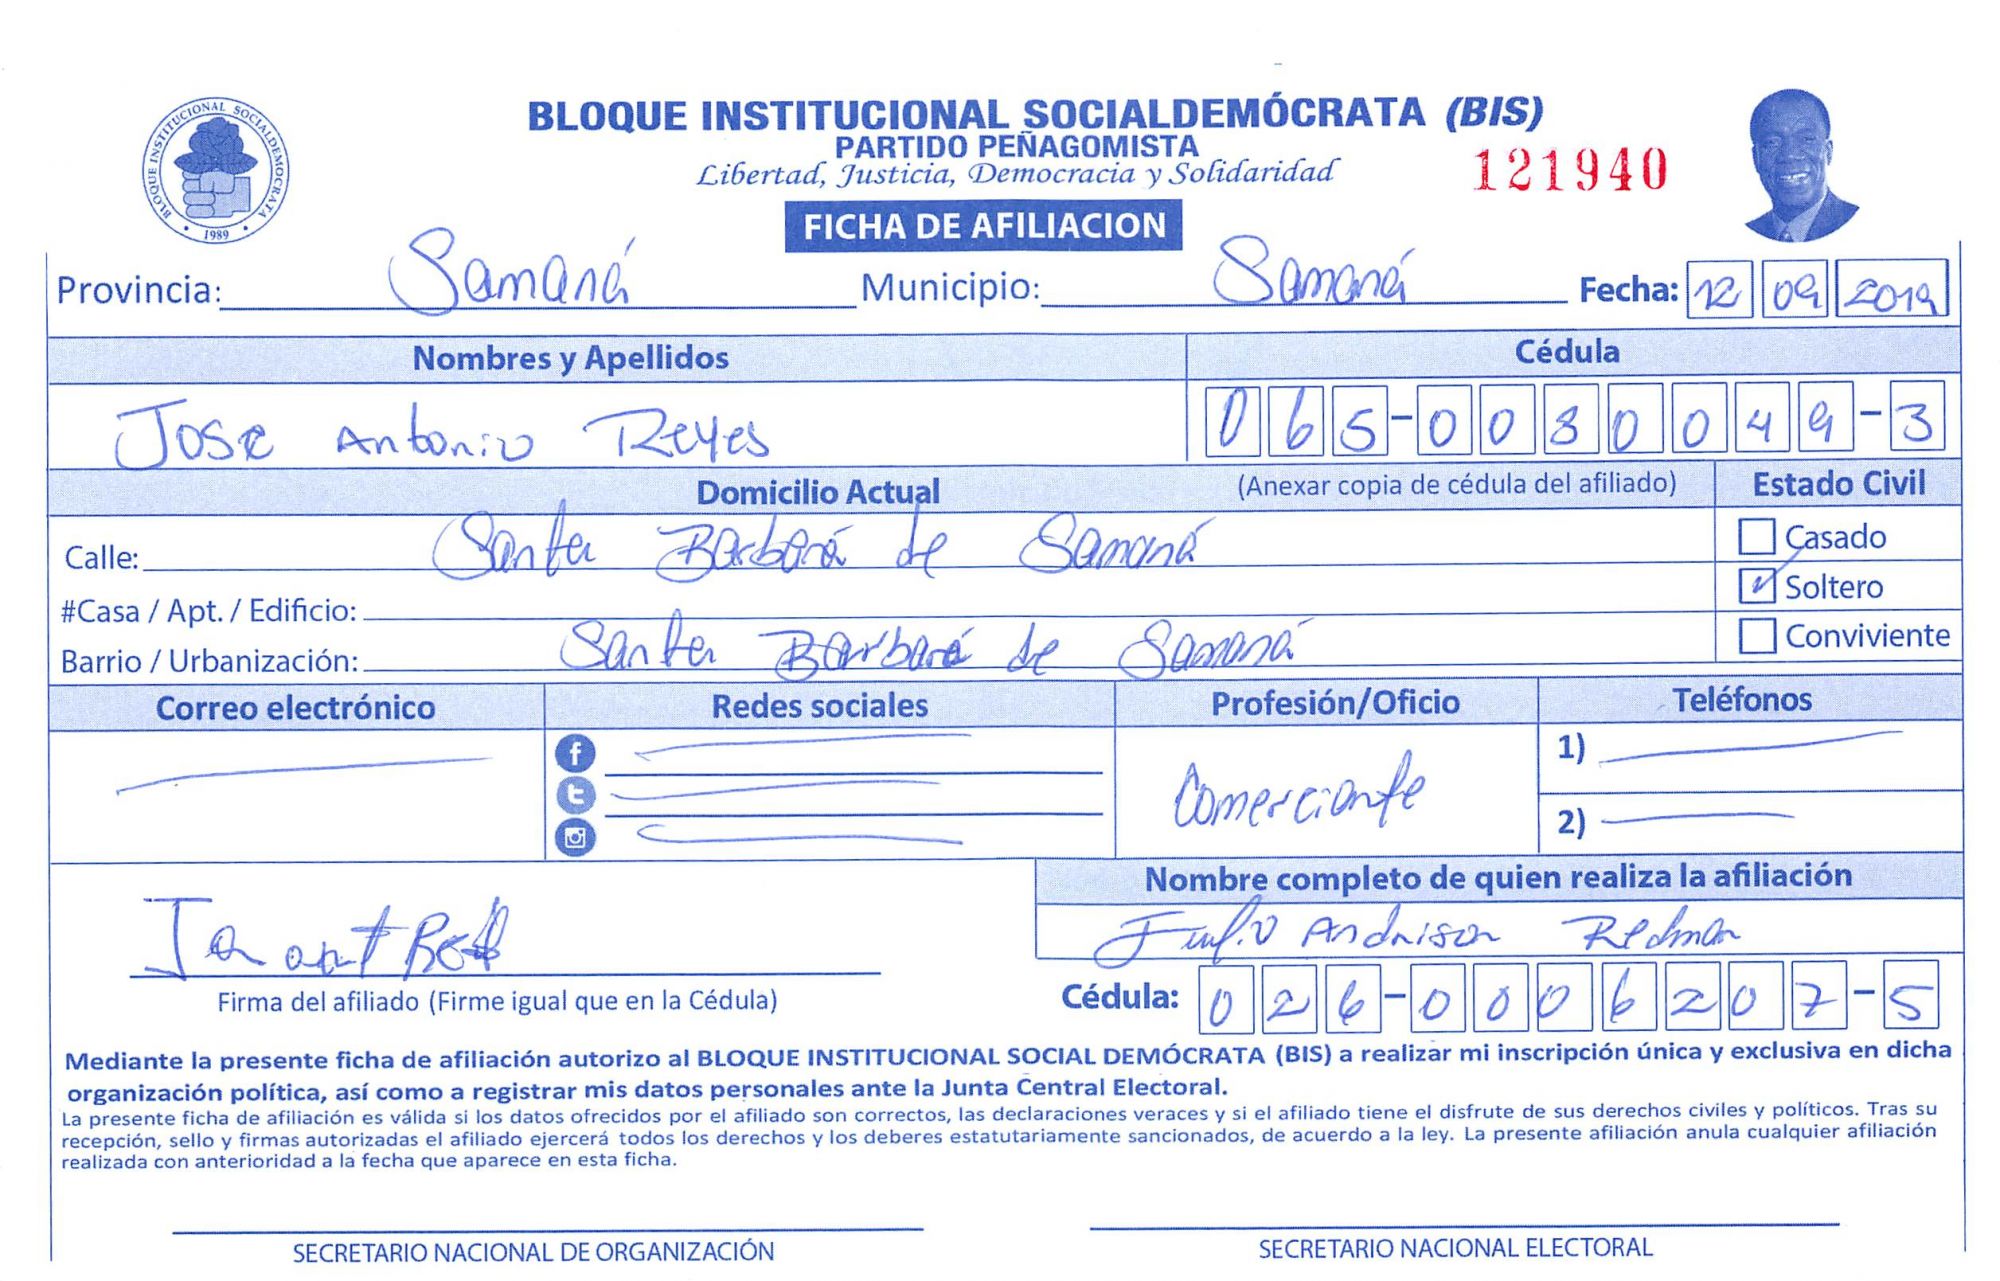 BLOQUE INSTITUCIONAL SOCIALDEMÓCRATA (BIS)
PARTIDO PEÑAGOMISTA
Libertad, Justicia, Democracia y Solidaridad
121940
BLOQUE INSTITUCIONAL SOCIALDEMOCRATA
1989
FICHA DE AFILIACION
Provincia: Samaná Municipio: Samaná Fecha: 12 09 2019
Nombres y Apellidos Cédula
Jose Antonio Reyes 065-0030049-3
Domicilio Actual (Anexar copia de cédula del afiliado) Estado Civil
Calle: Santa Barbará de Samaná Casado
#Casa / Apt. / Edificio: Soltero
Barrio / Urbanización: Santa Barbará de Samaná Conviviente
Correo electrónico Redes sociales Profesión/Oficio Teléfonos
1)
Comerciante
2)
Nombre completo de quien realiza la afiliación
Andrison Redman
Firma del afiliado (Firme igual que en la Cédula) Cédula: 026-0006207-5
Mediante la presente ficha de afiliación autorizo al BLOQUE INSTITUCIONAL SOCIAL DEMÓCRATA (BIS) a realizar mi inscripción única y exclusiva en dicha
organización política, así como a registrar mis datos personales ante la Junta Central Electoral.
La presente ficha de afiliación es válida si los datos ofrecidos por el afiliado son correctos, las declaraciones veraces y si el afiliado tiene el disfrute de sus derechos civiles y políticos. Tras su
recepción, sello y firmas autorizadas el afiliado ejercerá todos los derechos y los deberes estatutariamente sancionados, de acuerdo a la ley. La presente afiliación anula cualquier afiliación
realizada con anterioridad a la fecha que aparece en esta ficha.
SECRETARIO NACIONAL DE ORGANIZACIÓN SECRETARIO NACIONAL ELECTORAL